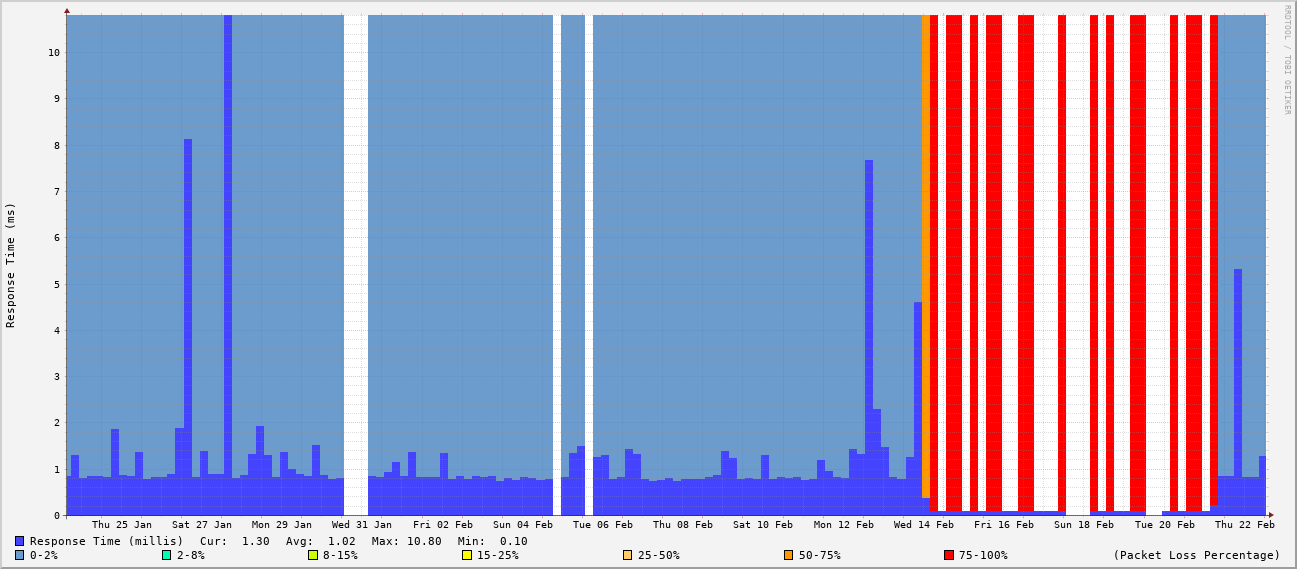 RRDTOOL / TOBI OETIKER
Response Time (ms)
10
9
8
7
6
5
4
3
2
1
0
Thu 25 Jan Sat 27 Jan Mon 29 Jan Wed 31 Jan Fri 02 Feb Sun 04 Feb Tue 06 Feb Thu 08 Feb Sat 10 Feb Mon 12 Feb Wed 14 Feb Fri 16 Feb Sun 18 Feb Tue 20 Feb Thu 22 Feb
Response Time (millis) Cur: 1.30 Avg: 1.02 Max: 10.80 Min: 0.10
0-2% 2-8% 8-15% 15-25% 25-50% 50-75% 75-100% (Packet Loss Percentage)